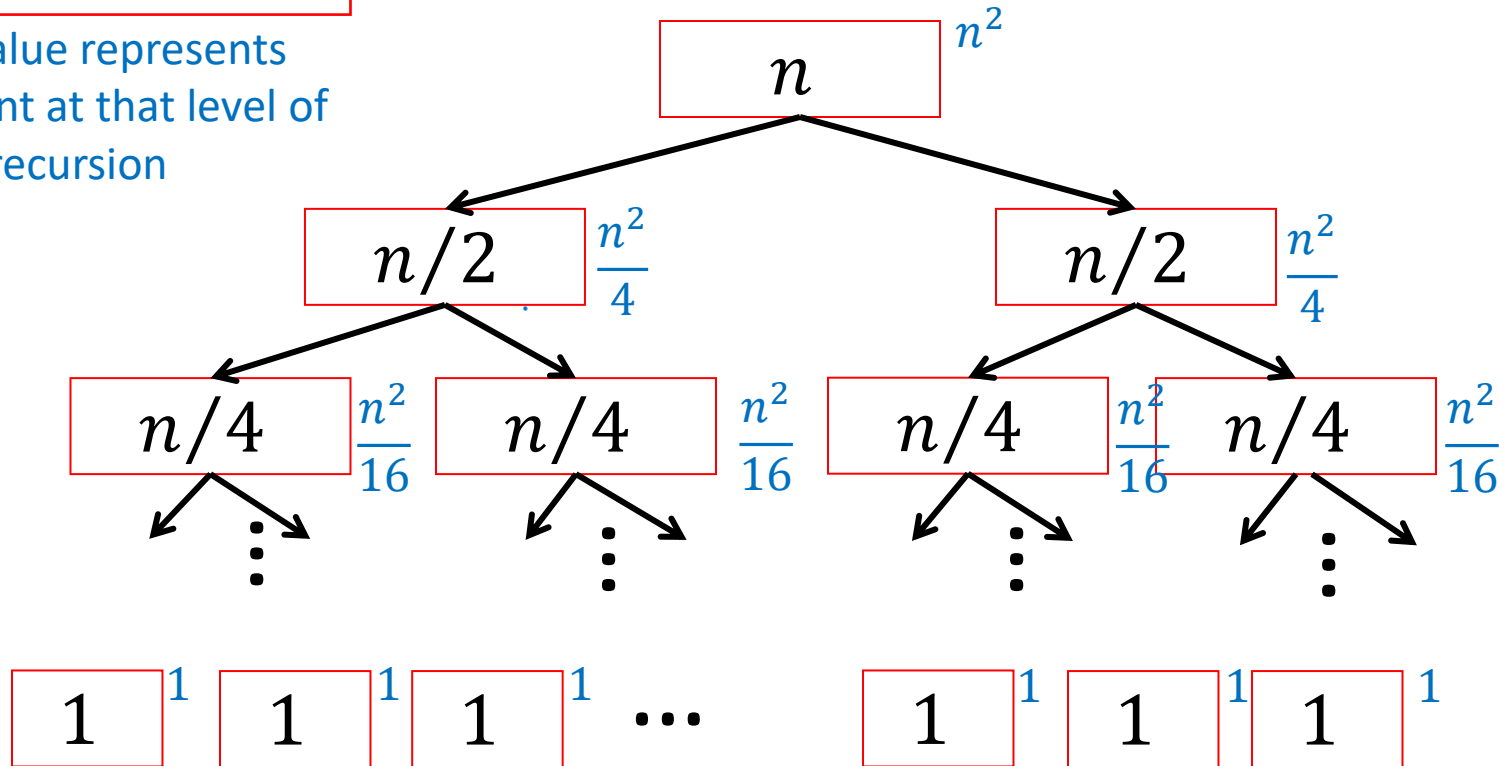 alue represents
nt at that level of
recursion
n n²
n/2 n²/4 n/2 n²/4
n/4 n²/16 n/4 n²/16 n/4 n²/16 n/4 n²/16
⋮ ⋮ ⋮ ⋮
1 1 1 1 1 1 ⋯ 1 1 1 1 1 1